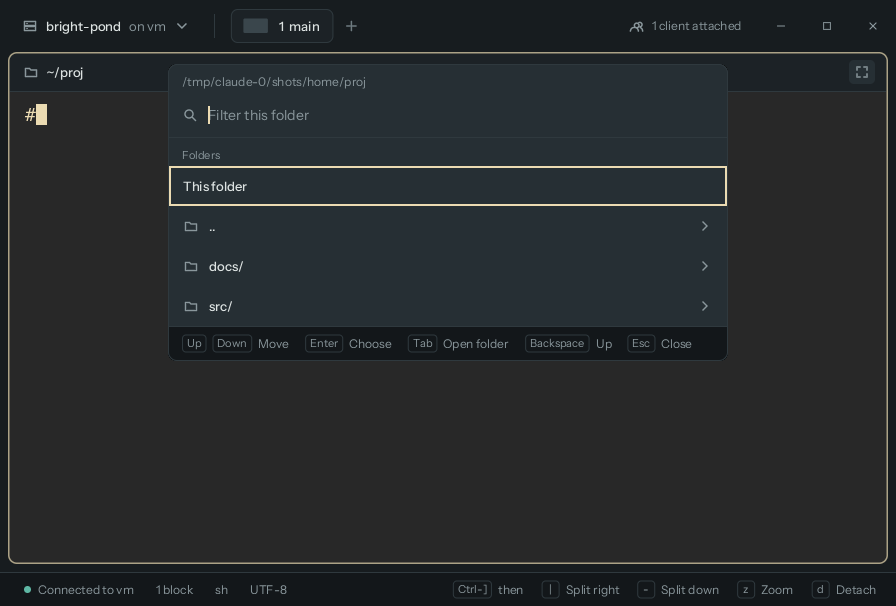 bright-pond on vm 1 main + 1 client attached
~/proj
#
/tmp/claude-0/shots/home/proj
Filter this folder
Folders
This folder
..
docs/
src/
Up Down Move Enter Choose Tab Open folder Backspace Up Esc Close
Connected to vm 1 block sh UTF-8 Ctrl-] then | Split right - Split down z Zoom d Detach